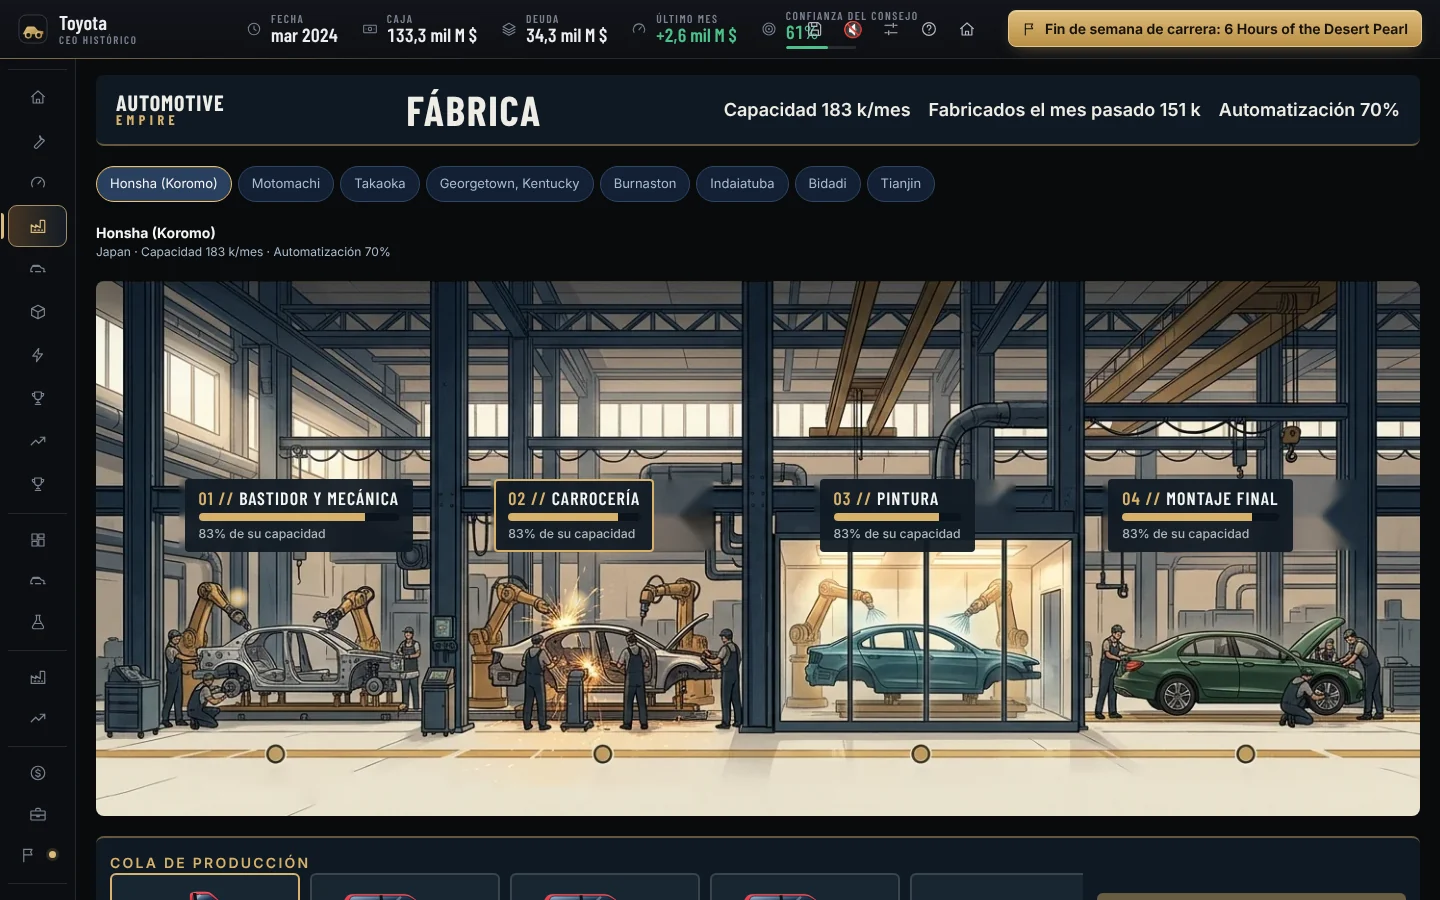 Toyota
CEO HISTÓRICO
FECHA
mar 2024
CAJA
133,3 mil M $
DEUDA
34,3 mil M $
ÚLTIMO MES
+2,6 mil M $
CONFIANZA DEL CONSEJO
61%
Fin de semana de carrera: 6 Hours of the Desert Pearl
AUTOMOTIVE
EMPIRE
FÁBRICA
Capacidad 183 k/mes Fabricados el mes pasado 151 k Automatización 70%
Honsha (Koromo)
Motomachi
Takaoka
Georgetown, Kentucky
Burnaston
Indaiatuba
Bidadi
Tianjin
Honsha (Koromo)
Japan · Capacidad 183 k/mes · Automatización 70%
01 // BASTIDOR Y MECÁNICA
83% de su capacidad
02 // CARROCERÍA
83% de su capacidad
03 // PINTURA
83% de su capacidad
04 // MONTAJE FINAL
83% de su capacidad
COLA DE PRODUCCIÓN